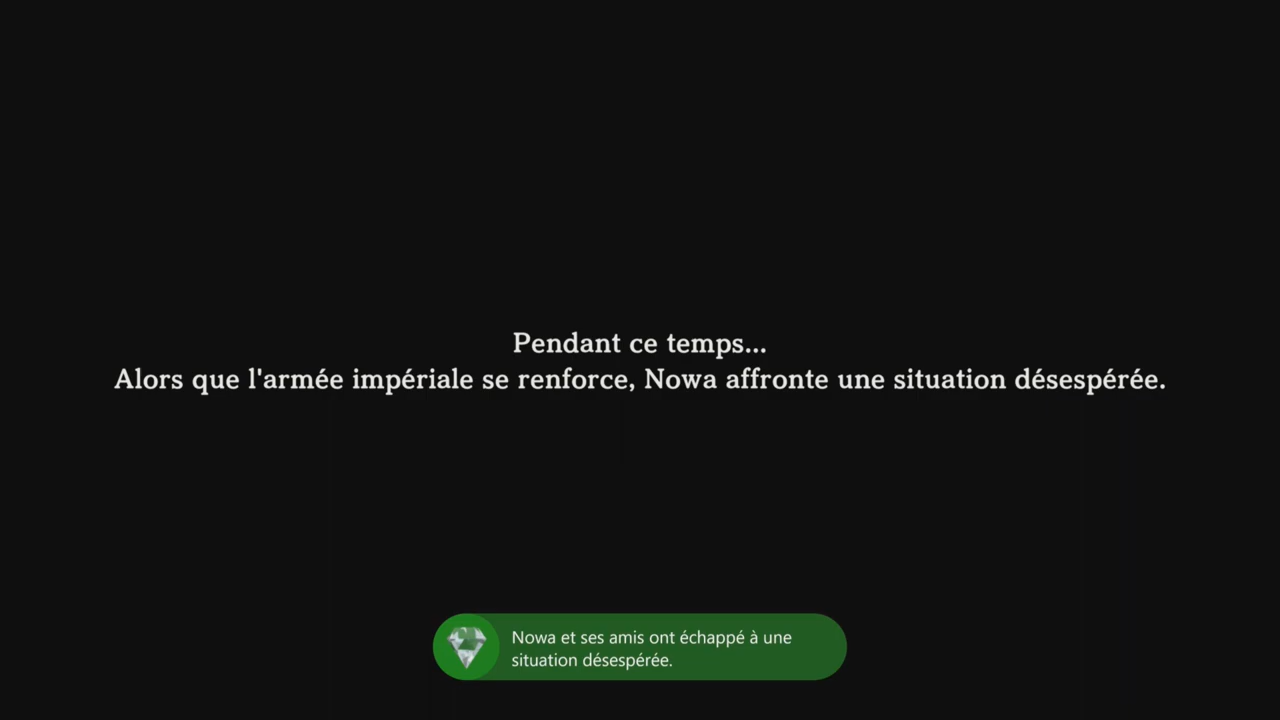 Pendant ce temps...
Alors que l'armée impériale se renforce, Nowa affronte une situation désespérée.
Nowa et ses amis ont échappé à une
situation désespérée.